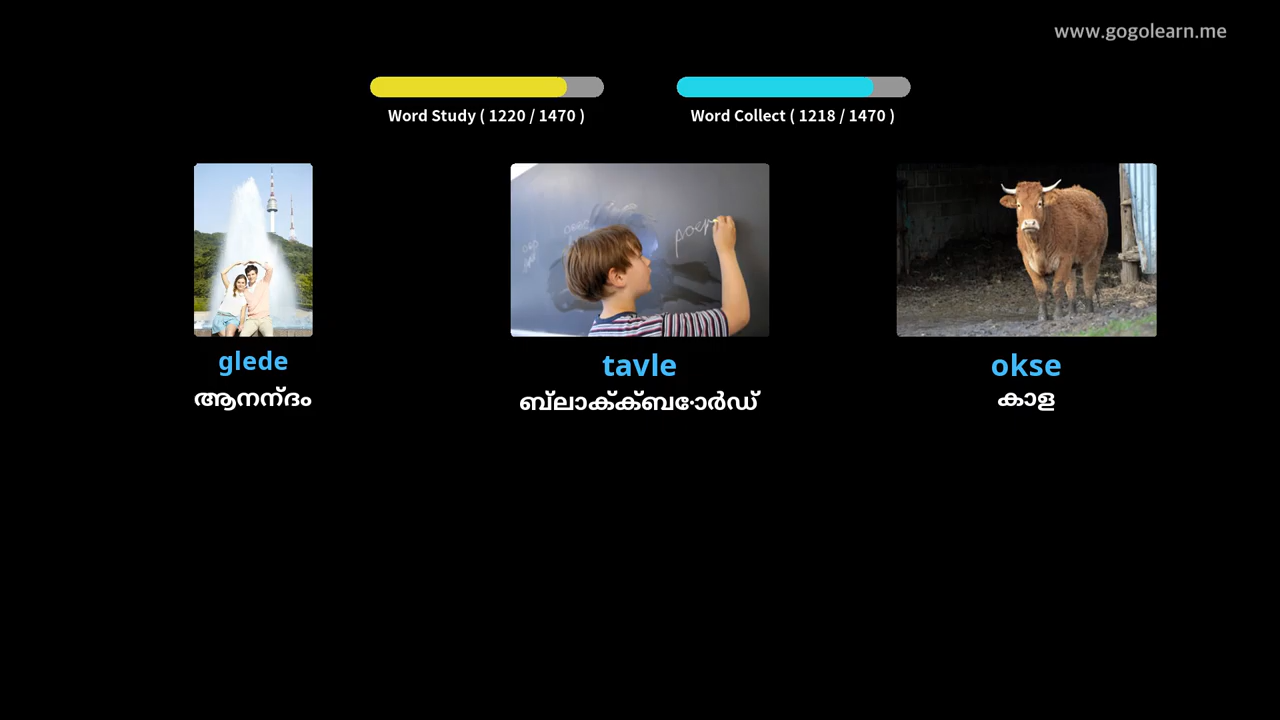 www.gogolearn.me
Word Study ( 1220 / 1470 )
Word Collect ( 1218 / 1470 )
glede
tavle
okse
ആനന്ദം
ബ്ലാക്ക്ബോർഡ്
കാള